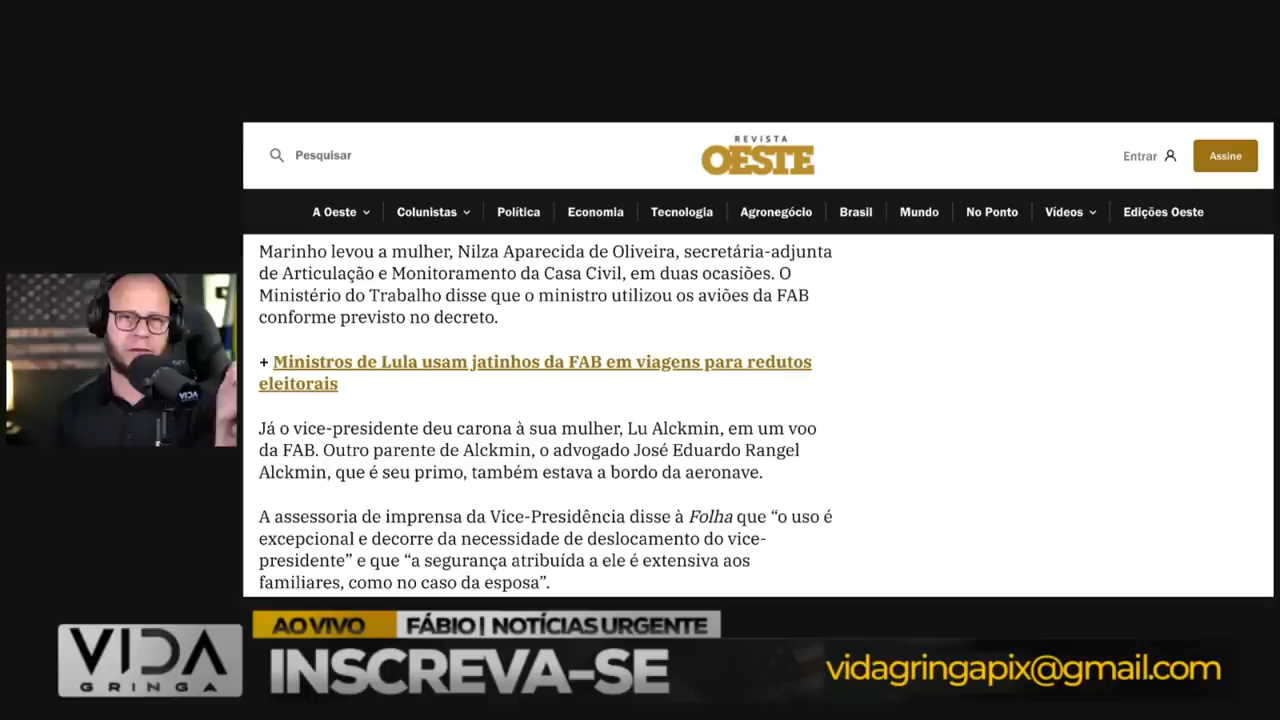 Pesquisar
REVISTA
OESTE
Entrar
Assine
A Oeste
Colunistas
Política
Economia
Tecnologia
Agronegócio
Brasil
Mundo
No Ponto
Vídeos
Edições Oeste
Marinho levou a mulher, Nilza Aparecida de Oliveira, secretária-adjunta
de Articulação e Monitoramento da Casa Civil, em duas ocasiões. O
Ministério do Trabalho disse que o ministro utilizou os aviões da FAB
conforme previsto no decreto.
+ Ministros de Lula usam jatinhos da FAB em viagens para redutos
eleitorais
Já o vice-presidente deu carona à sua mulher, Lu Alckmin, em um voo
da FAB. Outro parente de Alckmin, o advogado José Eduardo Rangel
Alckmin, que é seu primo, também estava a bordo da aeronave.
A assessoria de imprensa da Vice-Presidência disse à Folha que “o uso é
excepcional e decorre da necessidade de deslocamento do vice-
presidente” e que “a segurança atribuída a ele é extensiva aos
familiares, como no caso da esposa”.
VIDA
AO VIVO
FÁBIO | NOTÍCIAS URGENTE
VIDA
GRINGA
INSCREVA-SE
vidagringapix@gmail.com